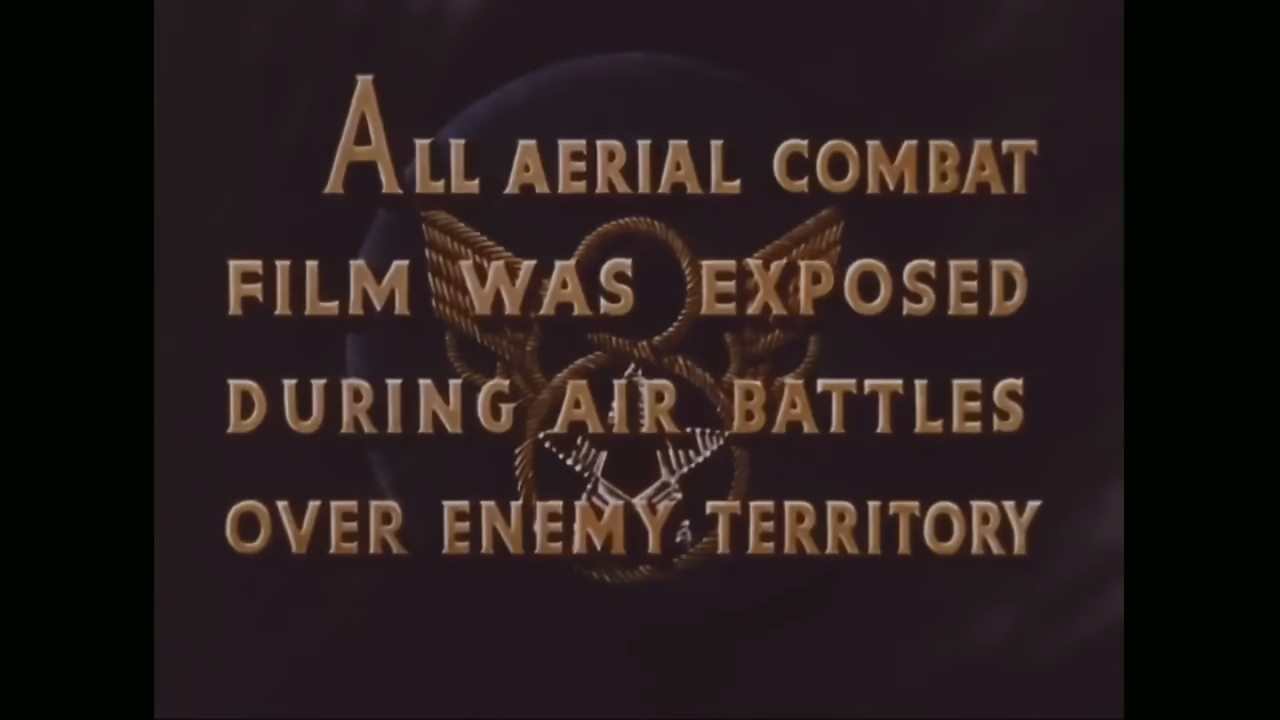 ALL AERIAL COMBAT
FILM WAS EXPOSED
DURING AIR BATTLES
OVER ENEMY TERRITORY